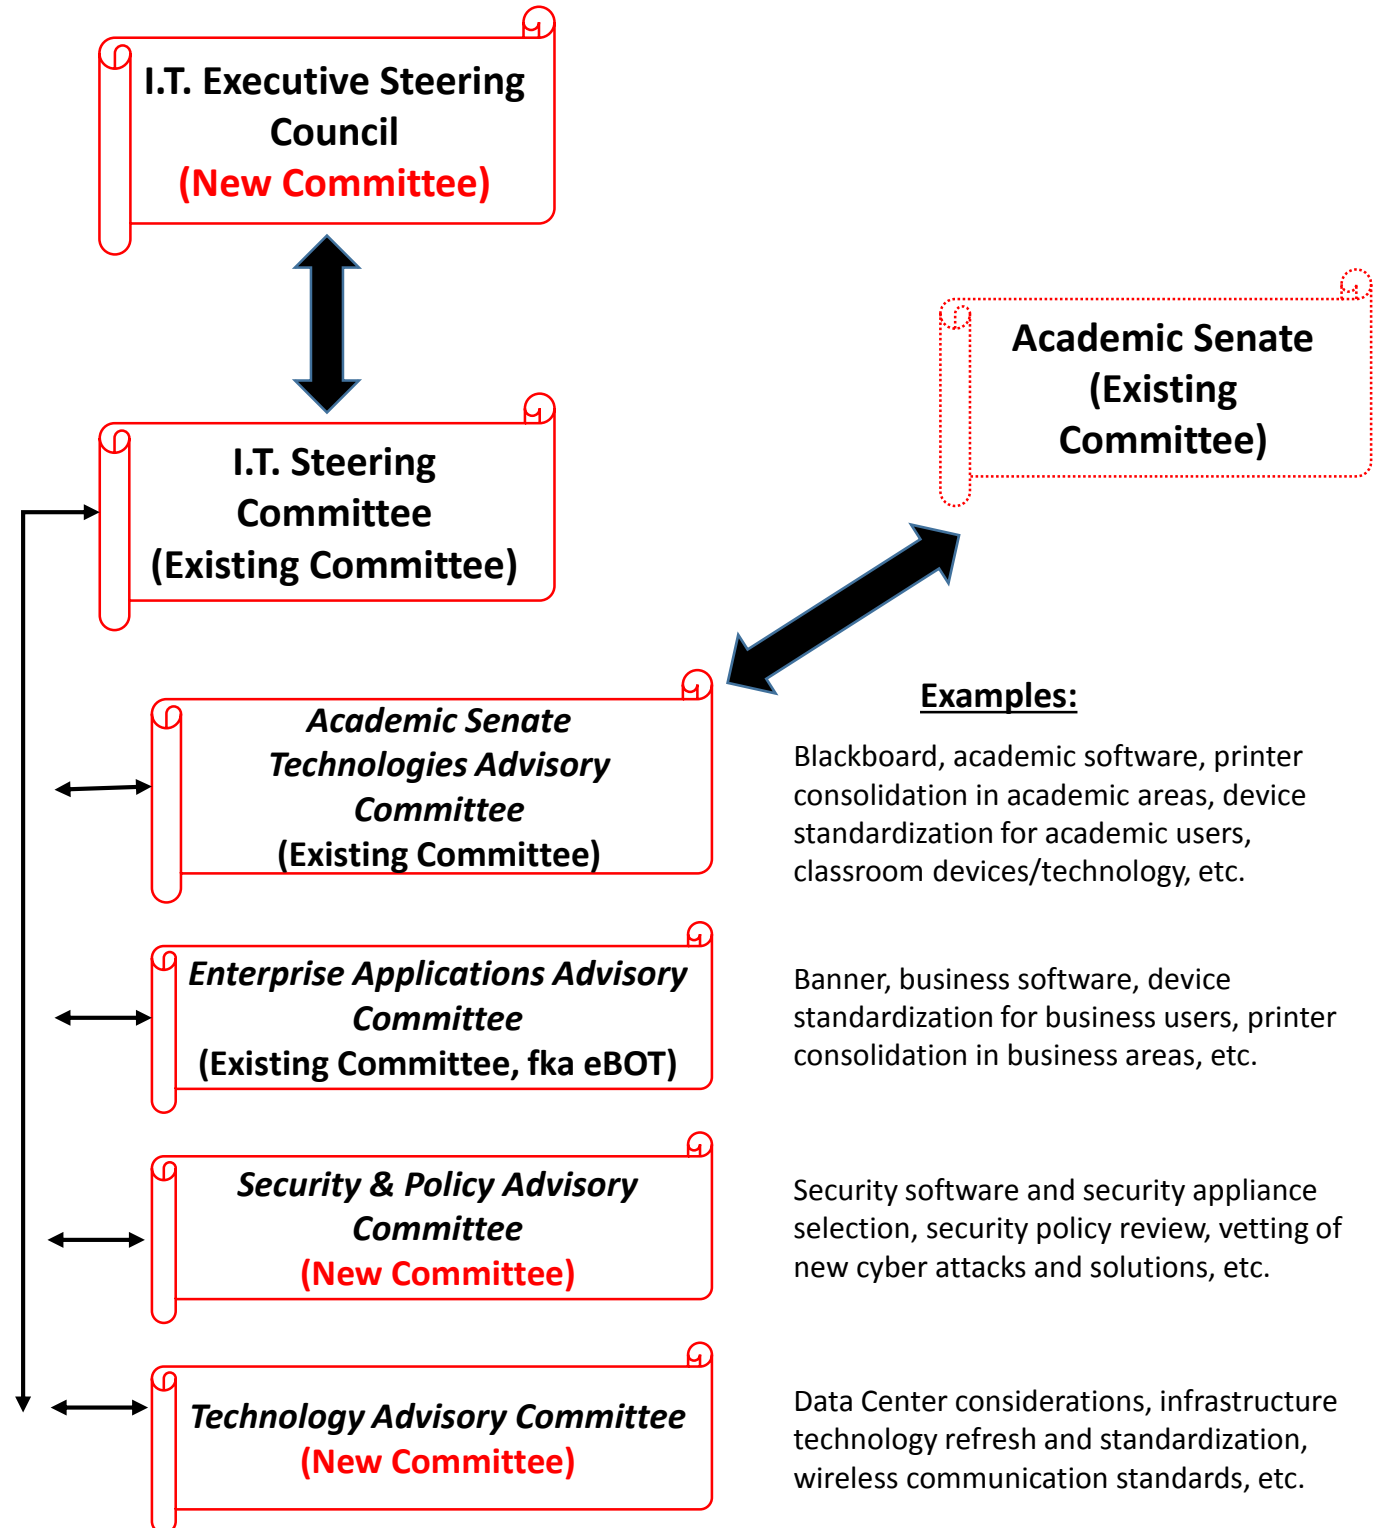 I.T. Executive Steering
Council
(New Committee)
Academic Senate
(Existing
Committee)
I.T. Steering
Committee
(Existing Committee)
Examples:
Academic Senate
Technologies Advisory
Committee
(Existing Committee)
Blackboard, academic software, printer
consolidation in academic areas, device
standardization for academic users,
classroom devices/technology, etc.
Enterprise Applications Advisory
Committee
(Existing Committee, fka eBOT)
Banner, business software, device
standardization for business users, printer
consolidation in business areas, etc.
Security & Policy Advisory
Committee
(New Committee)
Security software and security appliance
selection, security policy review, vetting of
new cyber attacks and solutions, etc.
Technology Advisory Committee
(New Committee)
Data Center considerations, infrastructure
technology refresh and standardization,
wireless communication standards, etc.